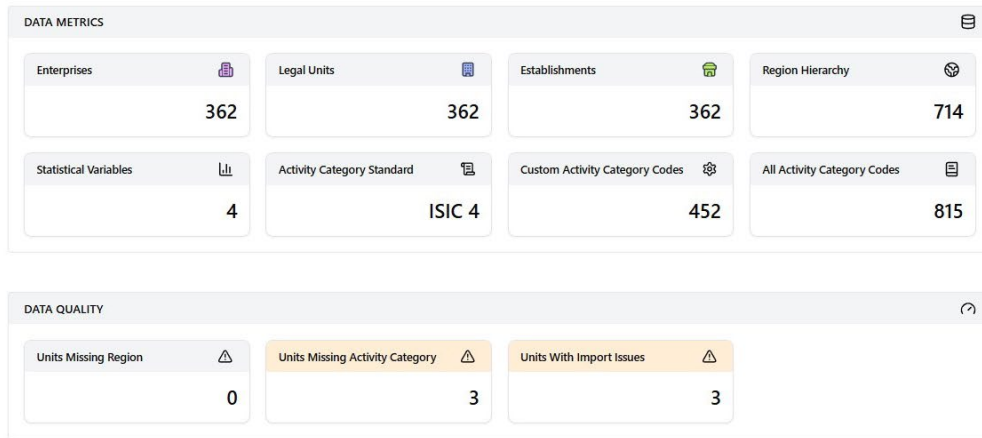 DATA METRICS
Enterprises
362
Legal Units
362
Establishments
362
Region Hierarchy
714
Statistical Variables
4
Activity Category Standard
ISIC 4
Custom Activity Category Codes
452
All Activity Category Codes
815
DATA QUALITY
Units Missing Region
0
Units Missing Activity Category
3
Units With Import Issues
3